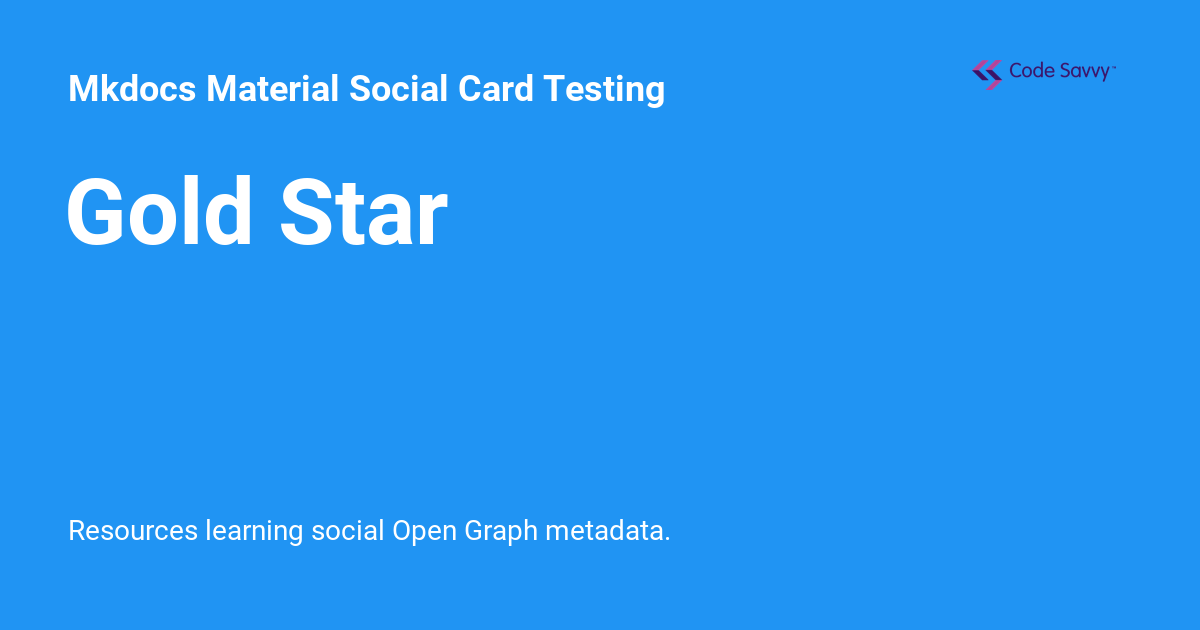 Mkdocs Material Social Card Testing
Code Savvy™
Gold Star
Resources learning social Open Graph metadata.